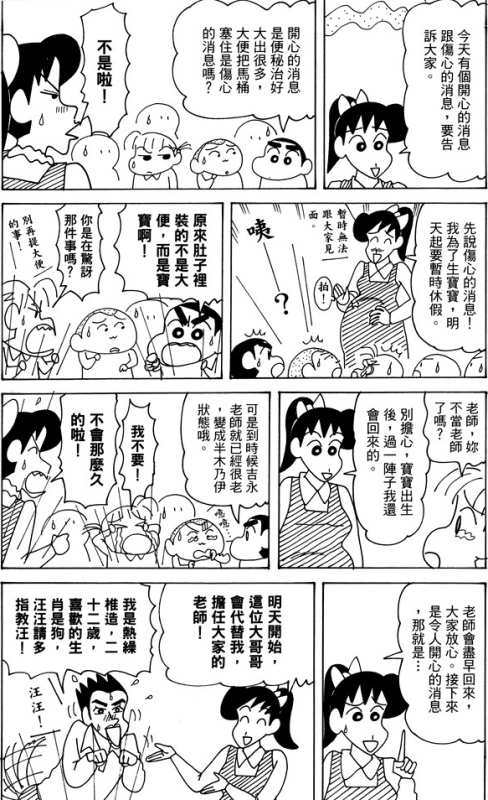 今天有個開心的消息
跟傷心的消息，要告
訴大家。
開心的消息
是便秘治好
大出很多，
大便把馬桶
塞住是傷心
的消息嗎？
不是啦！
先說傷心的消息！
我為了生寶寶，明
天起要暫時休假。
暫時無法
跟大家見
面。
拍！
咦
？
原來肚子裡
裝的不是大
便，而是寶
寶啊！
你是在驚訝
那件事嗎？
別再提大便
的事！
老師，妳
不當老師
了嗎？
別擔心，寶寶出生
後，過一陣子我還
會回來的。
可是到時候吉永
老師就已經很老
，變成半木乃伊
狀態哦。
嗚
嗚
我不要！
不會那麼久
的啦！
老師會盡早回來，
大家放心。接下來
是令人開心的消息
，那就是…
明天開始，
這位大哥哥
會代替我，
擔任大家的
老師！
我是熱繰
椎造，二
十二歲，
喜歡的生
肖是狗，
汪汪請多
指教汪！
汪汪！